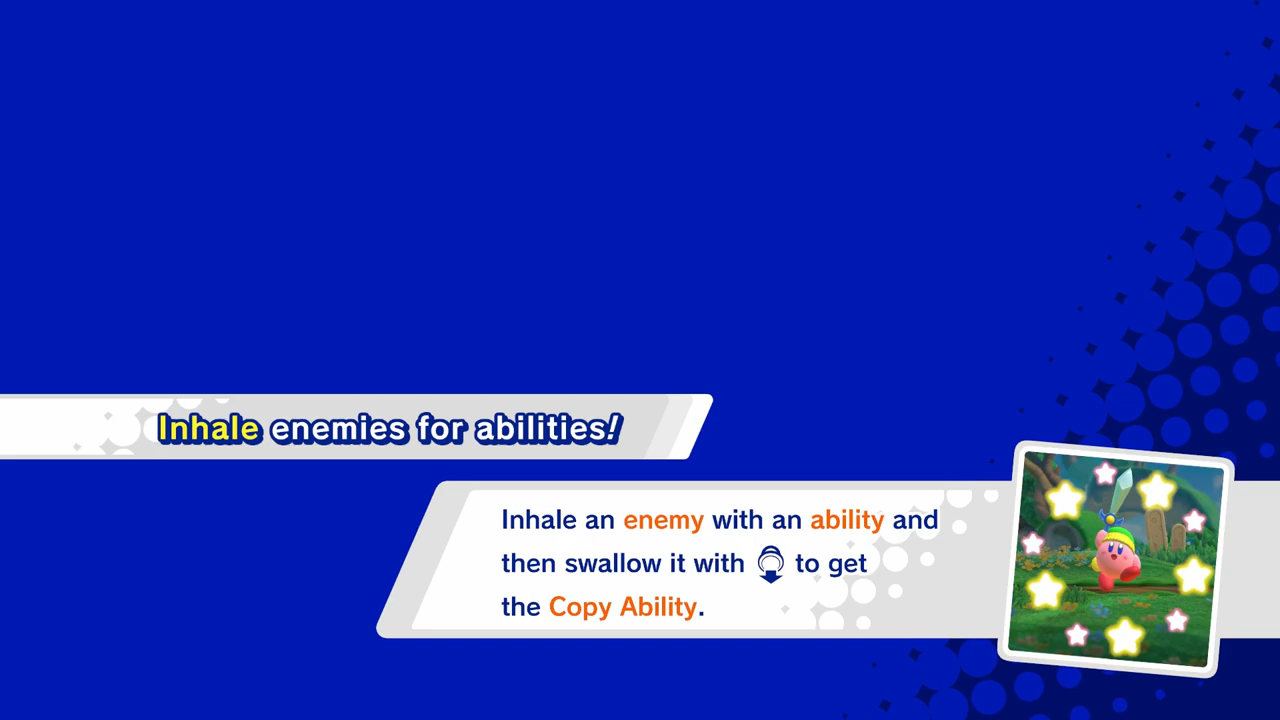 Inhale enemies for abilities!
Inhale an enemy with an ability and
then swallow it with to get
the Copy Ability.